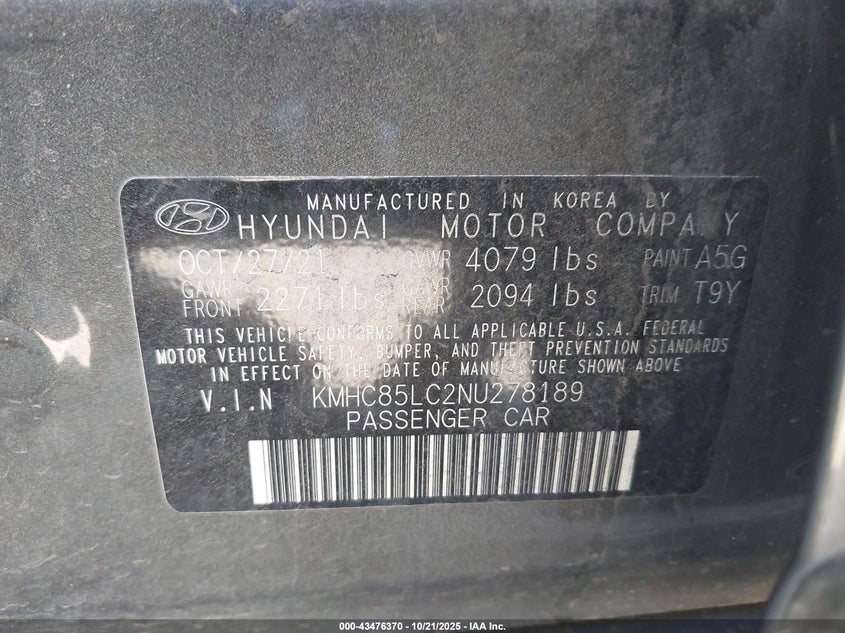 MANUFACTURED IN KOREA BY
HYUNDAI MOTOR COMPA Y
OCT/27/21 GVWR 4079 lbs PAINT A5G
GAWR FRONT 2271 lbs GAWR REAR 2094 lbs TRIM T9Y
THIS VEHICLE CONFORMS TO ALL APPLICABLE U.S.A. FEDERAL
MOTOR VEHICLE SAFETY, BUMPER, AND THEFT PREVENTION STANDARDS
IN EFFECT ON THE DATE OF MANUFACTURE SHOWN ABOVE
V.I.N KMHC85LC2NU278189
PASSENGER CAR
000-43476370 - 10/21/2025 - IAA Inc.